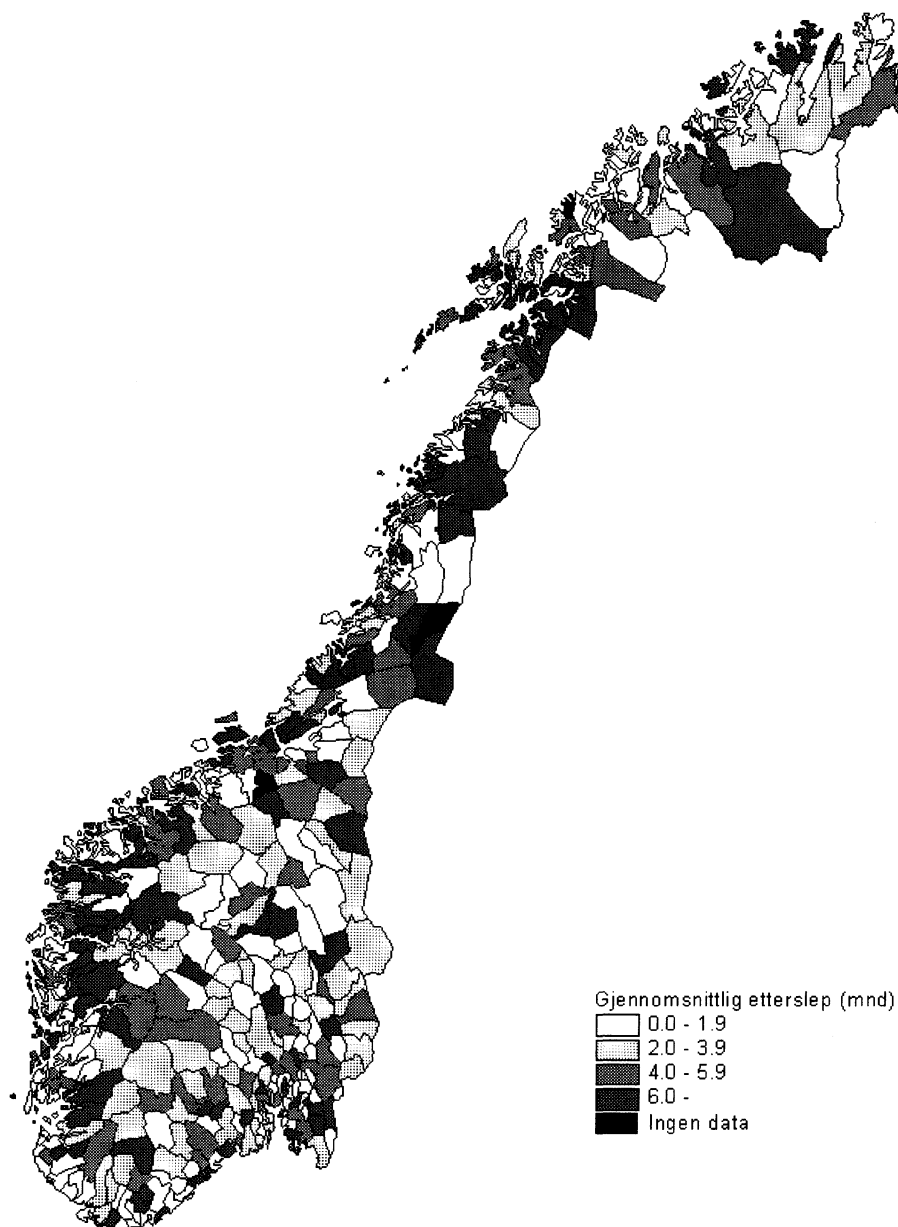 Gjennomsnittlig etterslep (mnd)
0.0 - 1.9
2.0 - 3.9
4.0 - 5.9
6.0 -
Ingen data